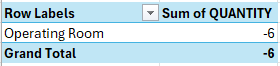 Row Labels Sum of QUANTITY
Operating Room -6
Grand Total -6